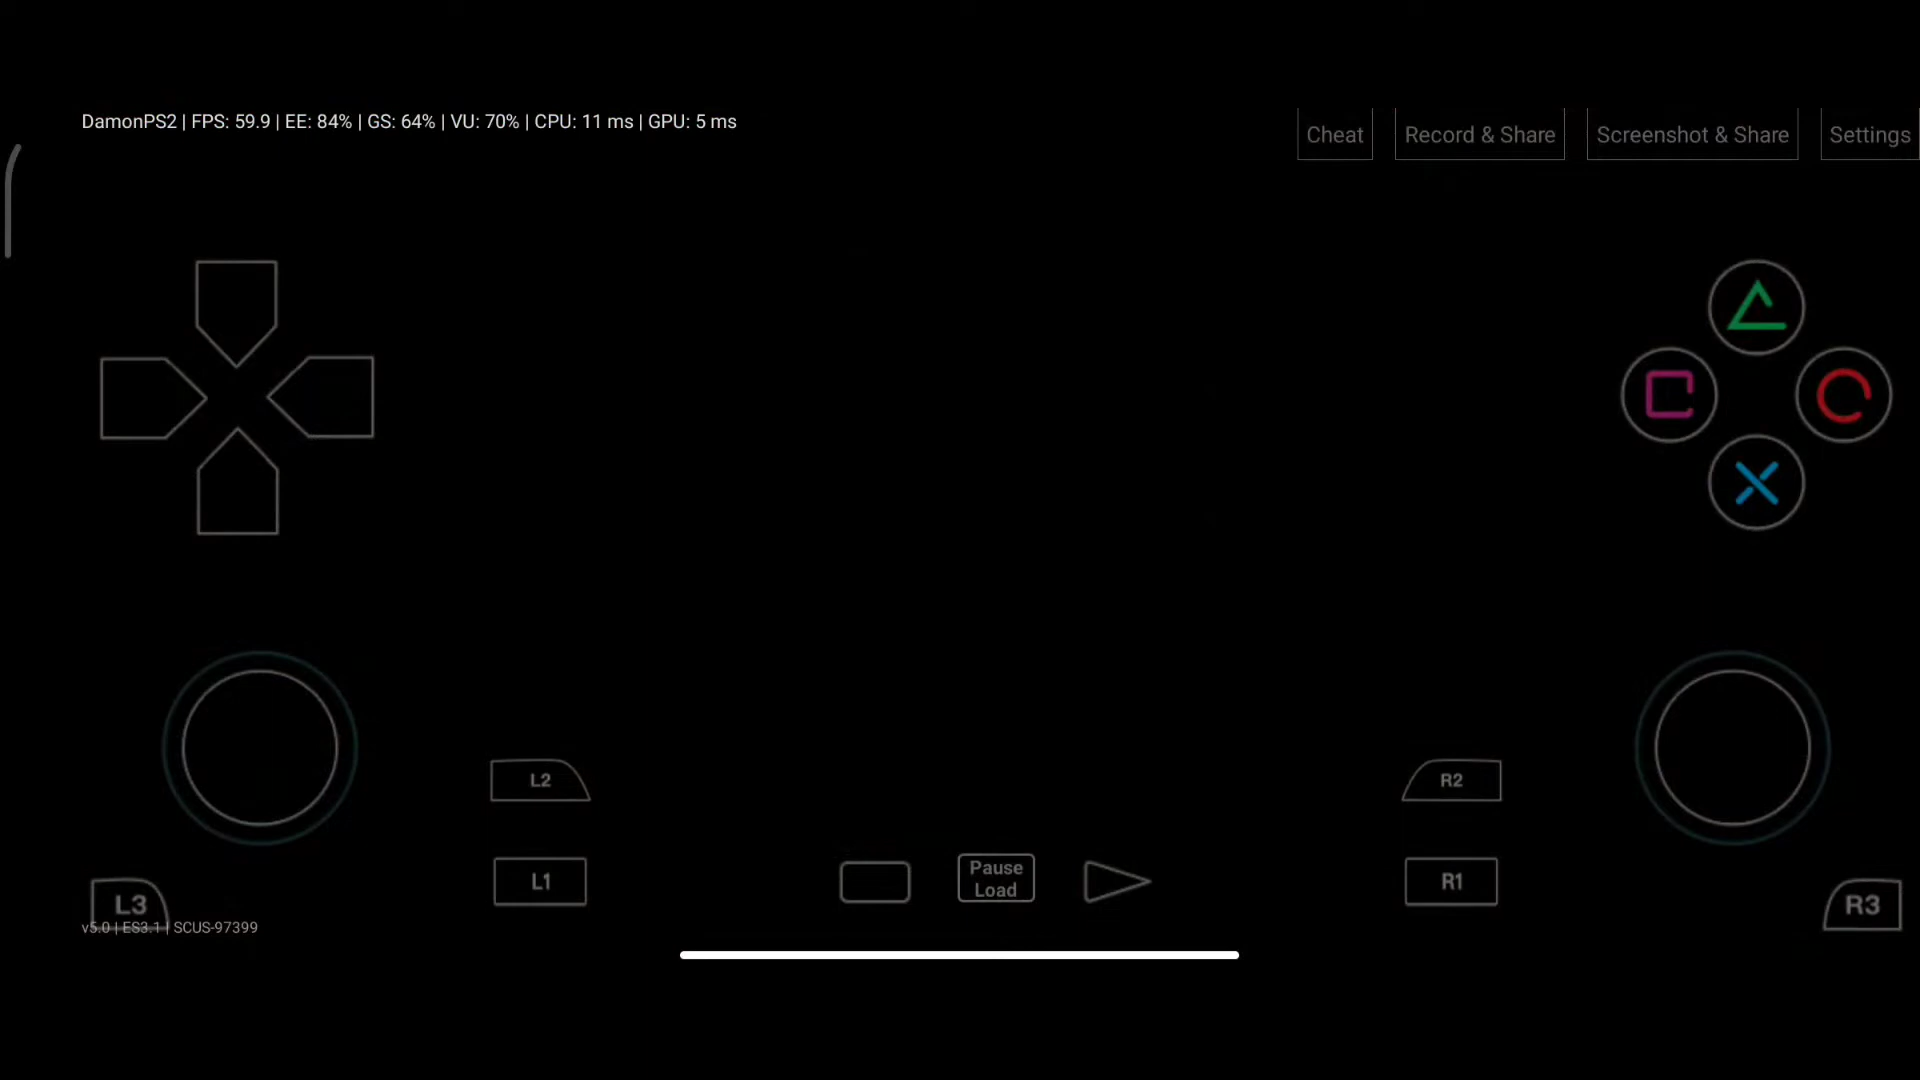 DamonPS2 | FPS: 59.9 | EE: 84% | GS: 64% | VU: 70% | CPU: 11 ms | GPU: 5 ms
Cheat
Record & Share
Screenshot & Share
Settings
L2
R2
L1
Pause
Load
R1
L3
R3
v5.0 | ES3.1 | SCUS-97399